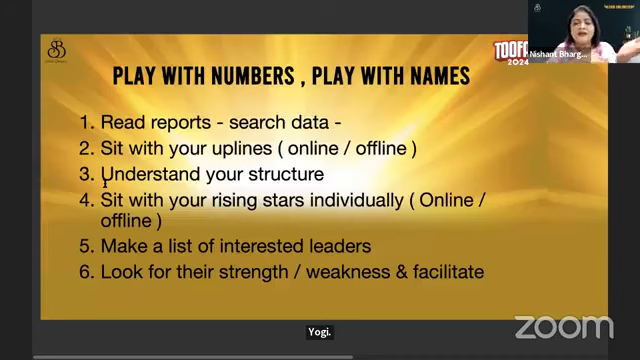 TOOFA
2024
Nishant Bharg...
PLAY WITH NUMBERS , PLAY WITH NAMES
1. Read reports - search data -
2. Sit with your uplines ( online / offline )
3. Understand your structure
4. Sit with your rising stars individually ( Online /
offline )
5. Make a list of interested leaders
6. Look for their strength / weakness & facilitate
Yogi.
zoom